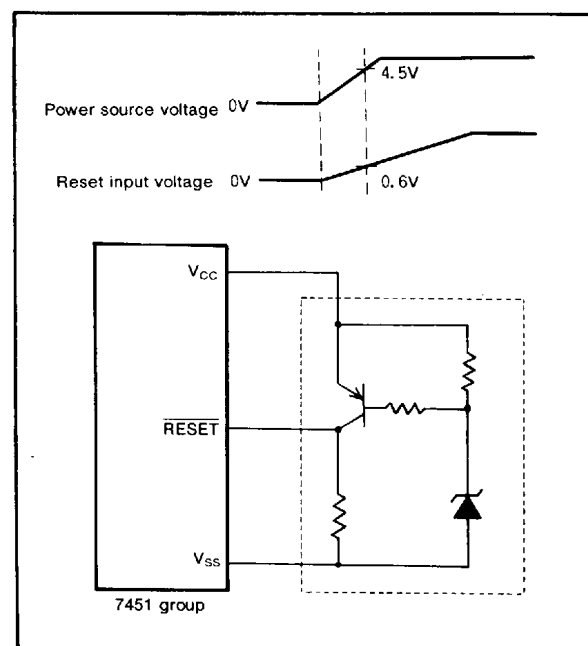 4.5V
Power source voltage 0V
Reset input voltage 0V
0.6V
VCC
RESET
VSS
7451 group